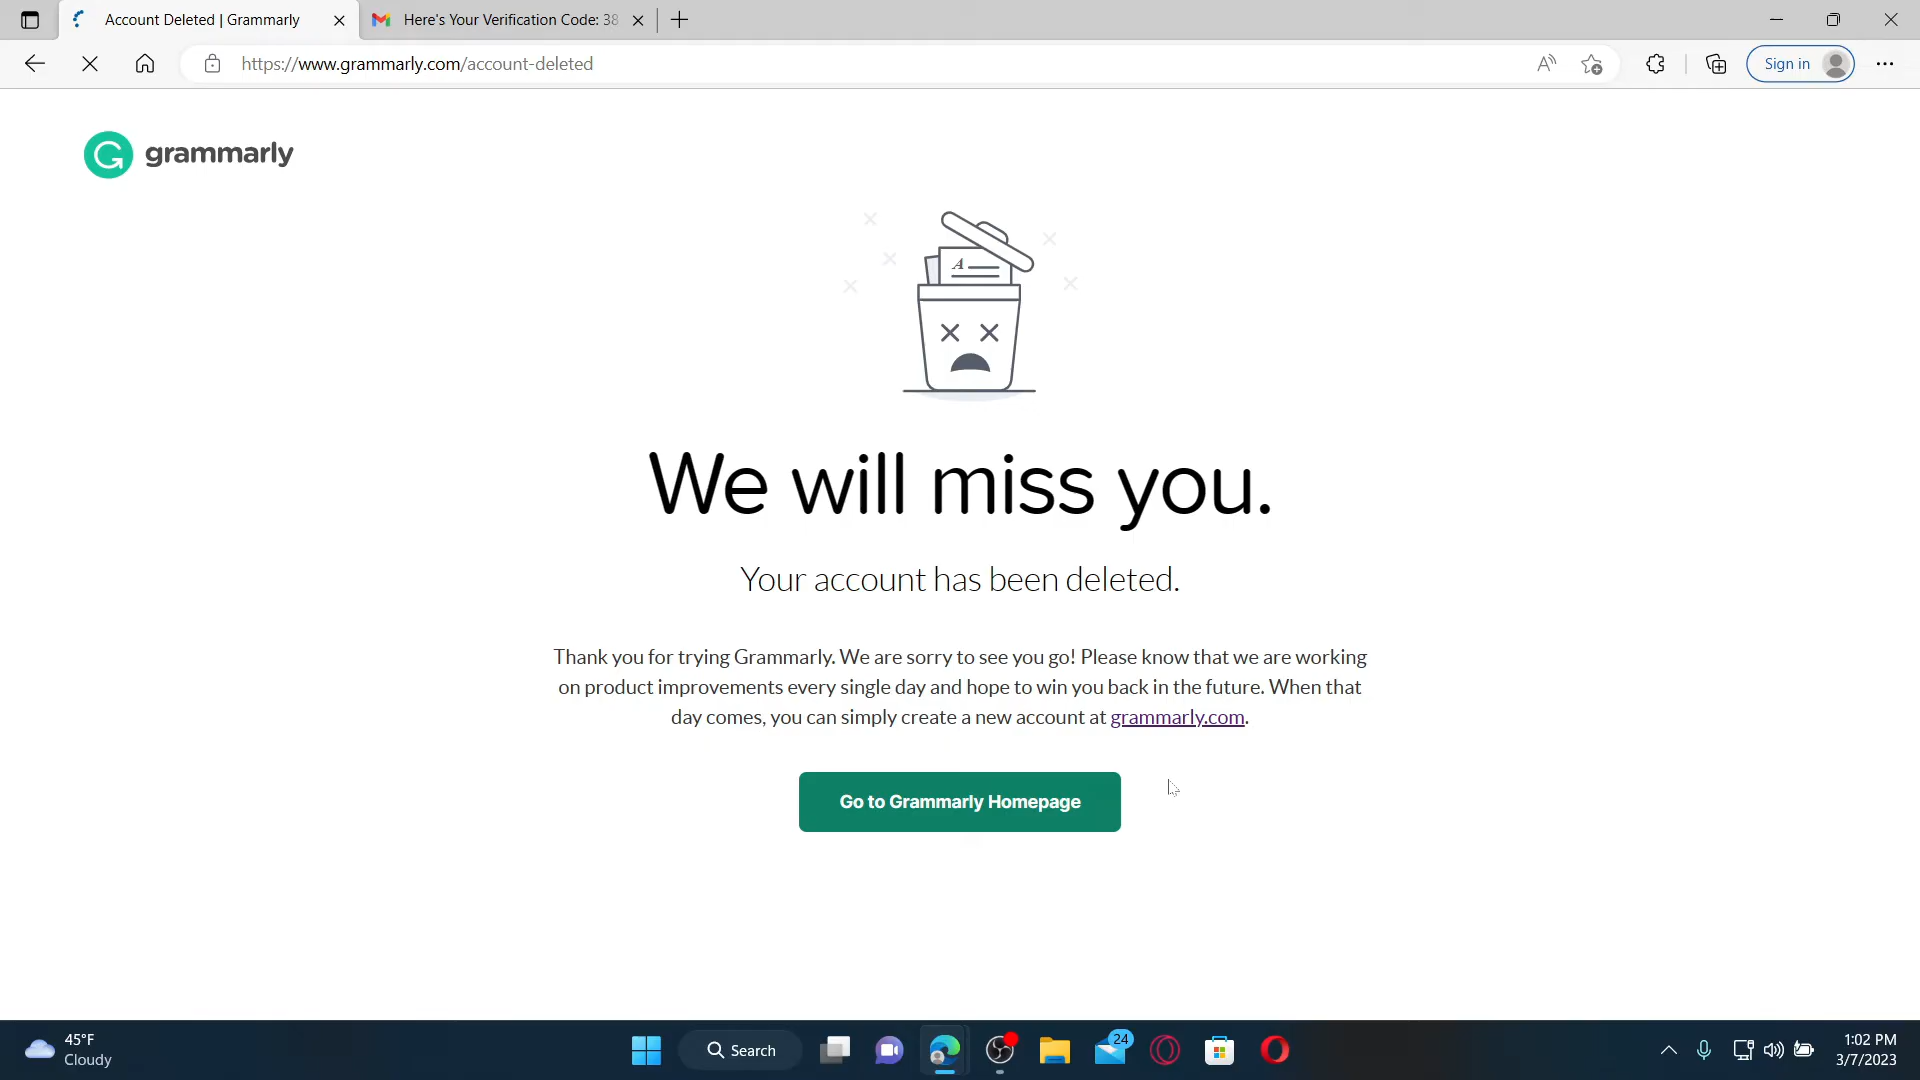 Account Deleted | Grammarly
Here's Your Verification Code: 38
https://www.grammarly.com/account-deleted
Sign in
grammarly
A
We will miss you.
Your account has been deleted.
Thank you for trying Grammarly. We are sorry to see you go! Please know that we are working
on product improvements every single day and hope to win you back in the future. When that
day comes, you can simply create a new account at grammarly.com.
Go to Grammarly Homepage
45°F
Cloudy
Search
24
1:02 PM
3/7/2023